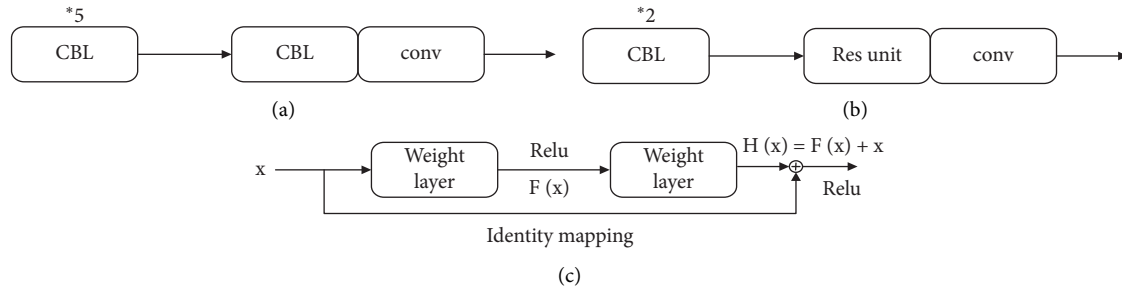 *5
CBL
CBL
conv
(a)
*2
CBL
Res unit
conv
(b)
x
Weight
layer
Relu
F (x)
Weight
layer
H (x) = F (x) + x
Relu
Identity mapping
(c)